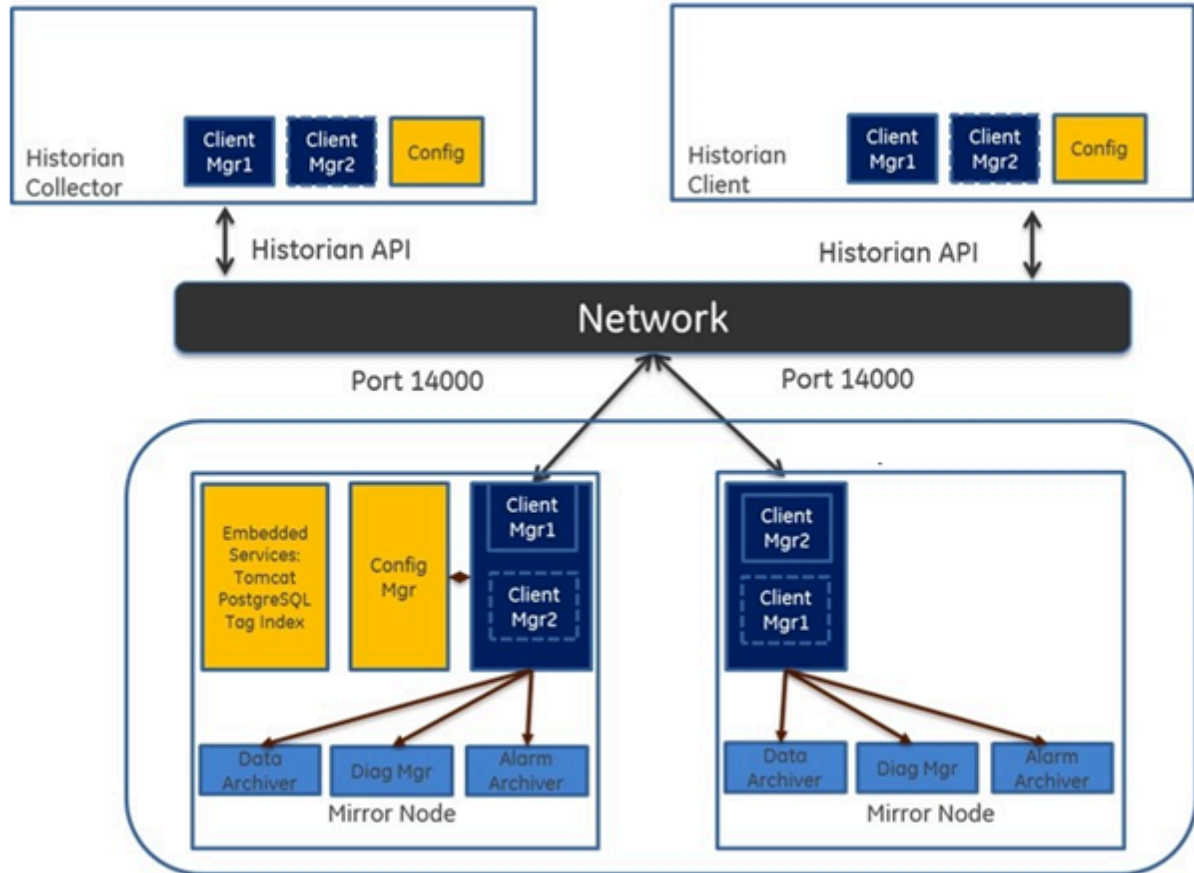 Historian
Collector
Client
Mgr1
Client
Mgr2
Config
Historian
Client
Client
Mgr1
Client
Mgr2
Config
Historian API
Historian API
Network
Port 14000
Port 14000
Embedded
Services:
Tomcat
PostgreSQL
Tag Index
Config
Mgr
Client
Mgr1
Client
Mgr2
Client
Mgr2
Client
Mgr1
Data
Archiver
Diag Mgr
Alarm
Archiver
Mirror Node
Data
Archiver
Diag Mgr
Alarm
Archiver
Mirror Node